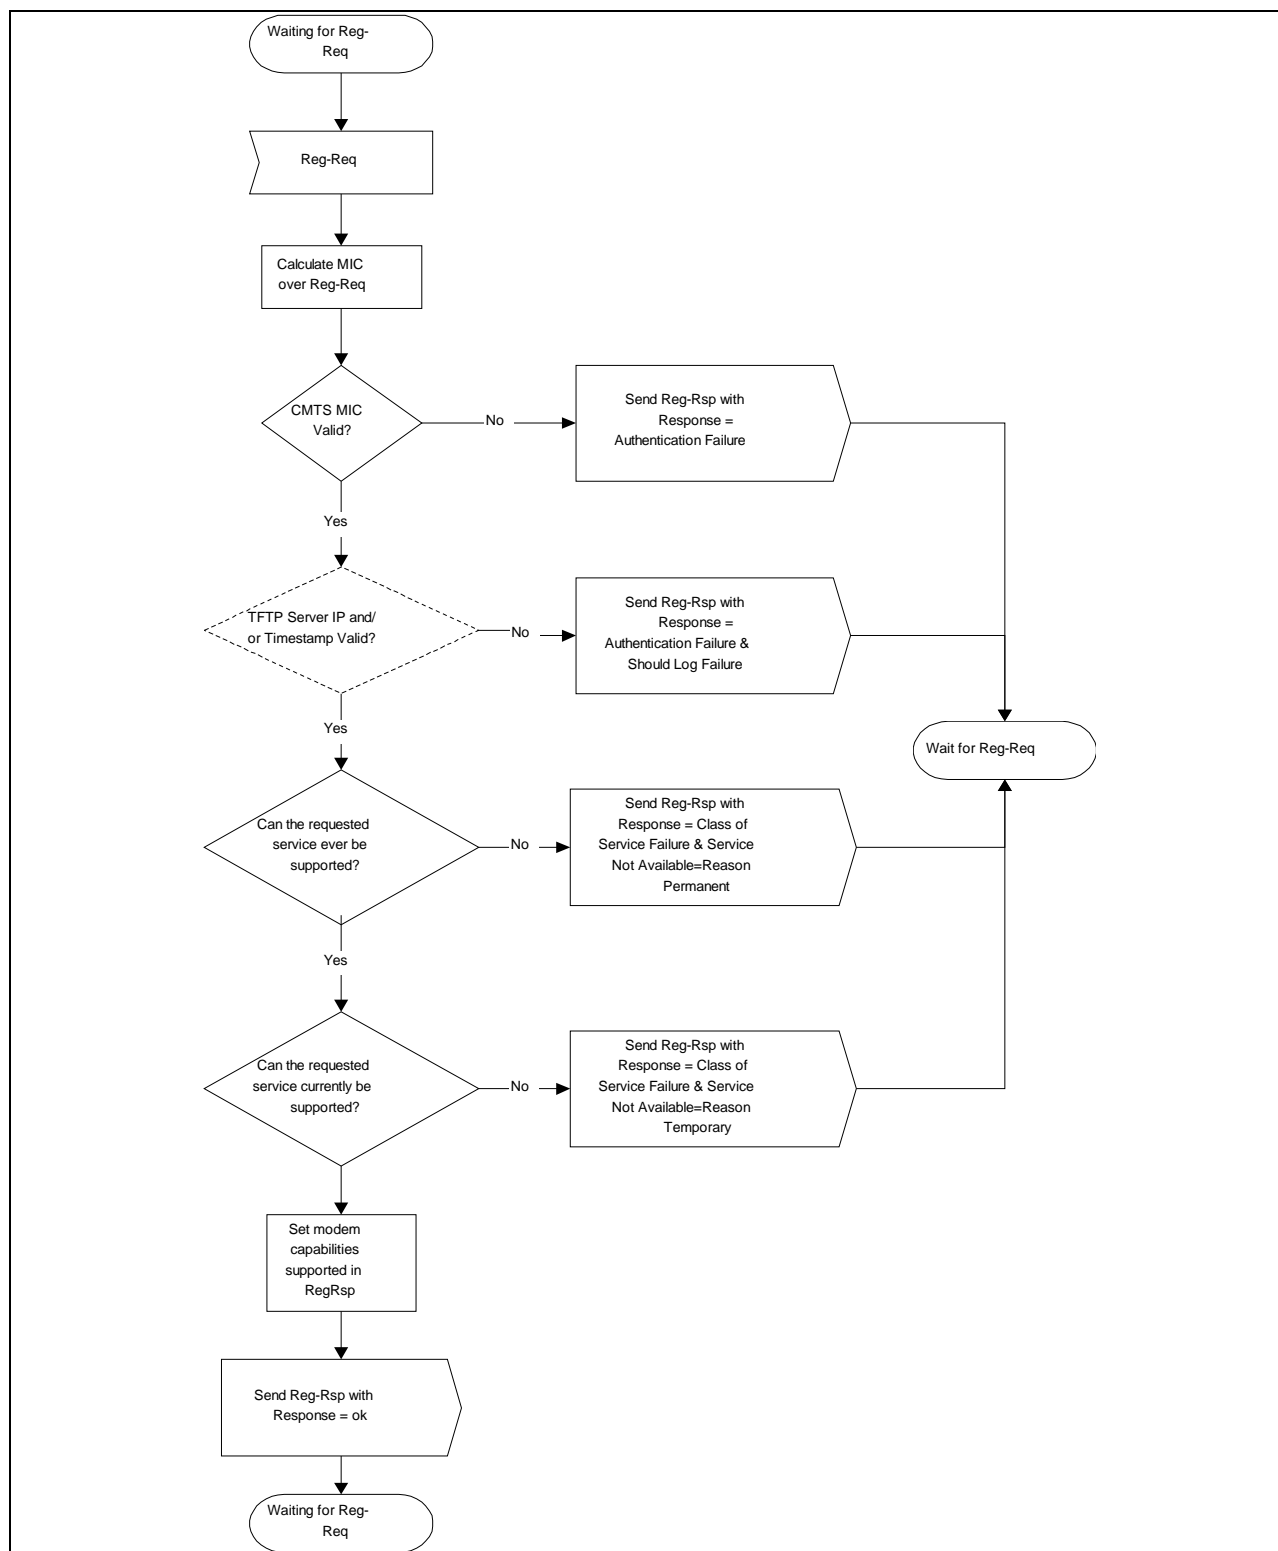 Waiting for Reg-
Req
Reg-Req
Calculate MIC
over Reg-Req
CMTS MIC
Valid?
No
Send Reg-Rsp with
Response =
Authentication Failure
Yes
TFTP Server IP and/
or Timestamp Valid?
No
Send Reg-Rsp with
Response =
Authentication Failure &
Should Log Failure
Yes
Wait for Reg-Req
Can the requested
service ever be
supported?
No
Send Reg-Rsp with
Response = Class of
Service Failure & Service
Not Available=Reason
Permanent
Yes
Can the requested
service currently be
supported?
No
Send Reg-Rsp with
Response = Class of
Service Failure & Service
Not Available=Reason
Temporary
Set modem
capabilities
supported in
RegRsp
Send Reg-Rsp with
Response = ok
Waiting for Reg-
Req